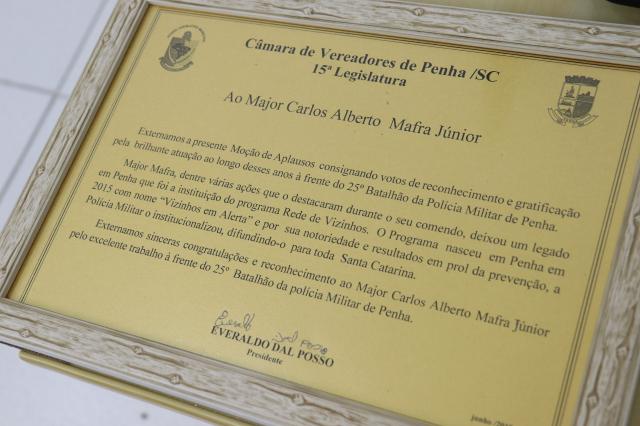 Câmara de Vereadores de Penha /SC
15ª Legislatura
Ao Major Carlos Alberto Mafra Júnior
Externamos a presente Moção de Aplausos consignando votos de reconhecimento e gratificação
pela brilhante atuação ao longo desses anos à frente do 25º Batalhão da Polícia Militar de Penha.
Major Mafra, dentre várias ações que o destacaram durante o seu comendo, deixou um legado
em Penha que foi a instituição do programa Rede de Vizinhos. O Programa nasceu em Penha em
2015 com nome “Vizinhos em Alerta” e por sua notoriedade e resultados em prol da prevenção, a
Polícia Militar o institucionalizou, difundindo-o para toda Santa Catarina.
Externamos sinceras congratulações e reconhecimento ao Major Carlos Alberto Mafra Júnior
pelo excelente trabalho à frente do 25º Batalhão da polícia Militar de Penha.
Everaldo Dal Posso
EVERALDO DAL POSSO
Presidente
junho